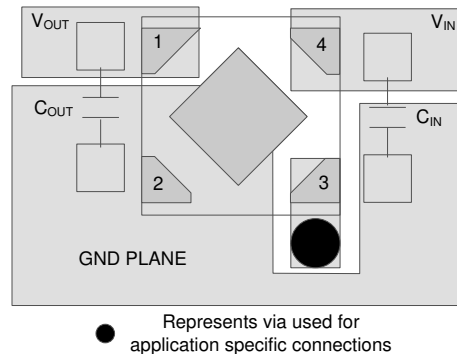 VOUT
1
4
VIN
COUT
CIN
2
3
GND PLANE
Represents via used for
application specific connections